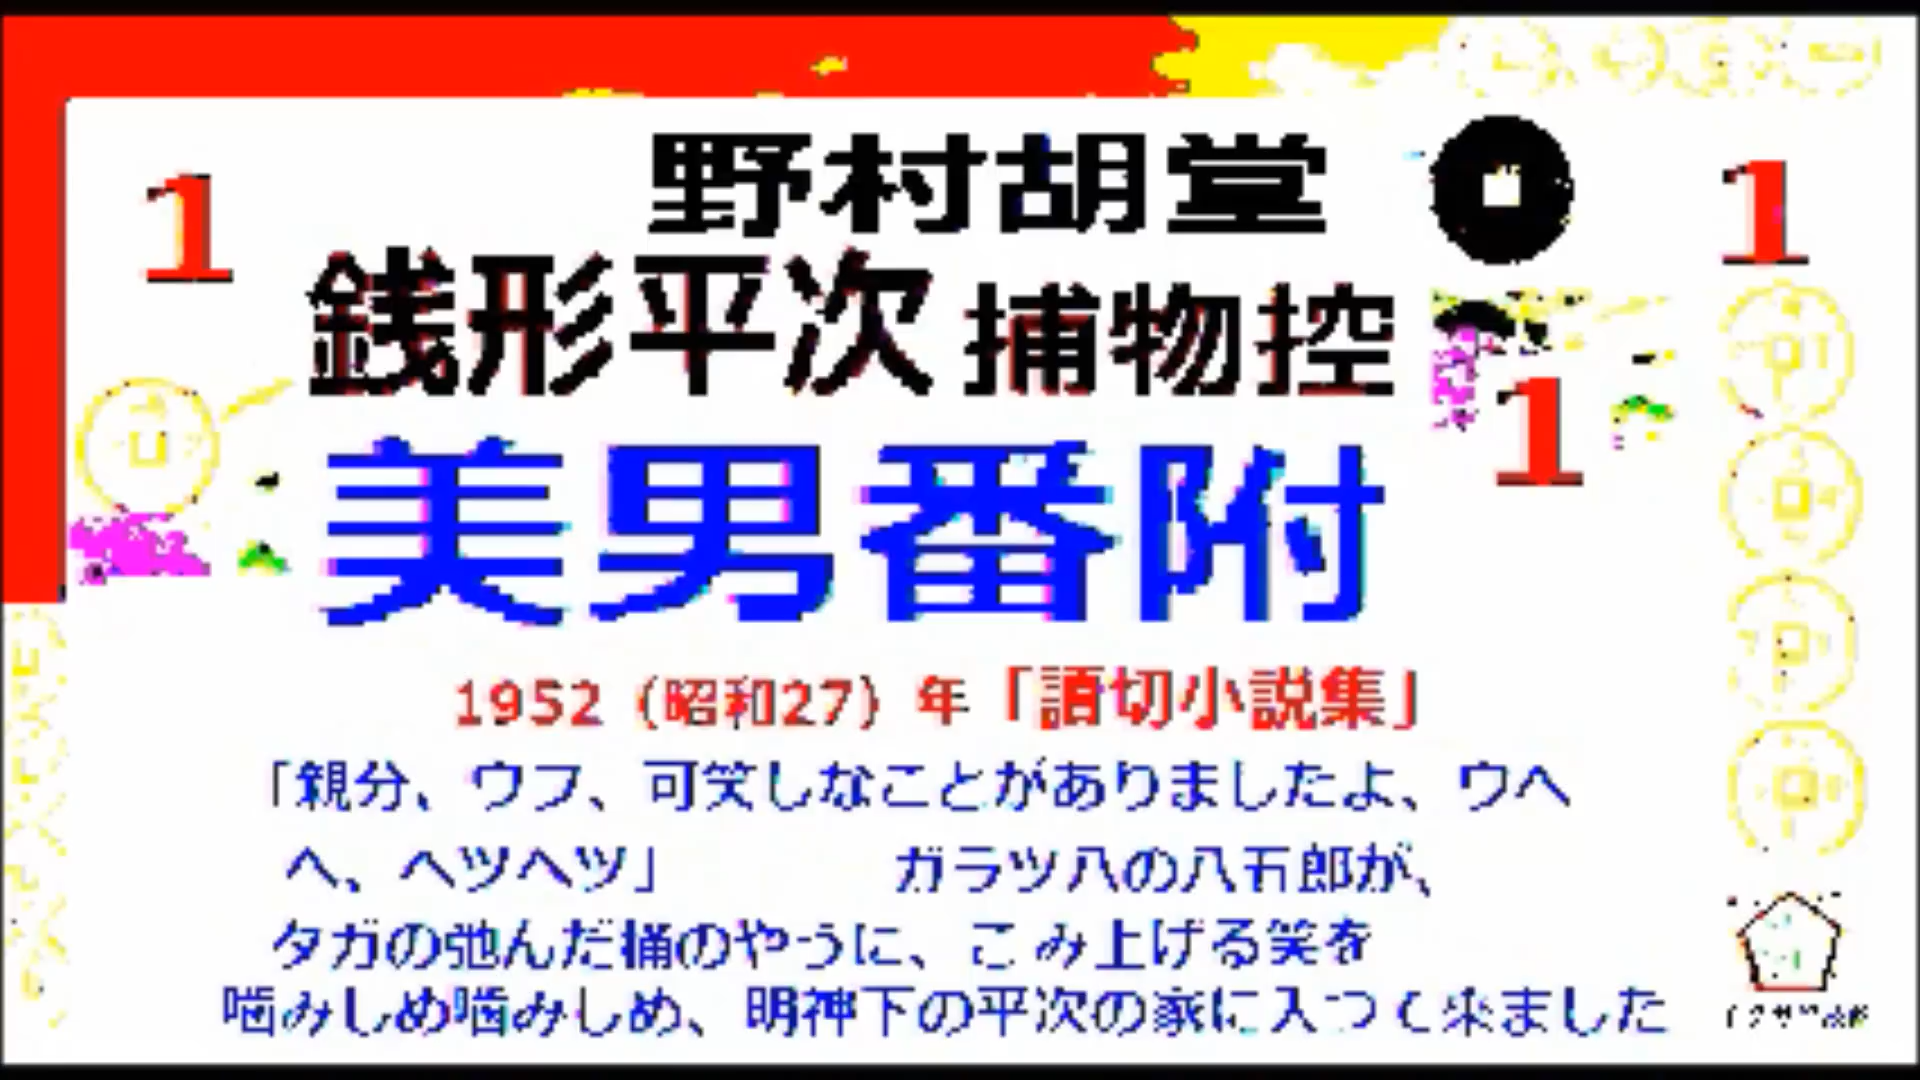 野村胡堂
1
1
銭形平次 捕物控
1
美男番附
1952（昭和27）年「讀切小説集」
「親分、ウフ、可笑しなことがありましたよ、ウヘ
ヘ、ヘツヘツ」 ガラツ八の八五郎が、
タガの弛んだ桶のやうに、こみ上げる笑を
噛みしめ噛みしめ、明神下の平次の家に入つて來ました